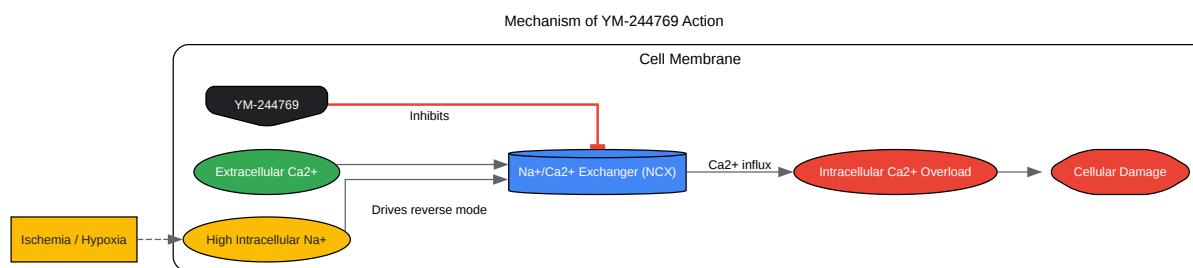 Mechanism of YM-244769 Action
Cell Membrane
YM-244769
Inhibits
Extracellular Ca2+
Na+/Ca2+ Exchanger (NCX)
Ca2+ influx
Intracellular Ca2+ Overload
Cellular Damage
Drives reverse mode
Ischemia / Hypoxia
High Intracellular Na+